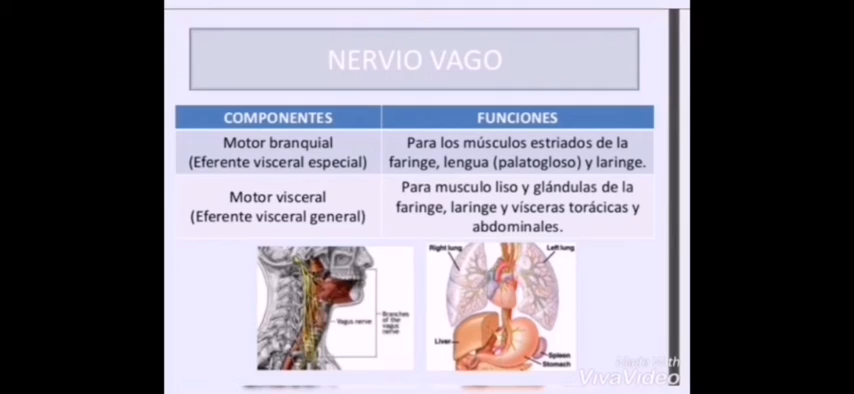 NERVIO VAGO
COMPONENTES
FUNCIONES
Motor branquial
(Eferente visceral especial)
Para los músculos estriados de la
faringe, lengua (palatogloso) y laringe.
Motor visceral
(Eferente visceral general)
Para musculo liso y glándulas de la
faringe, laringe y vísceras torácicas y
abdominales.
Vagus nerve
Branches
of the
vagus
nerve
Right lung
Left lung
Liver
Spleen
Stomach
Made With
VivaVideo